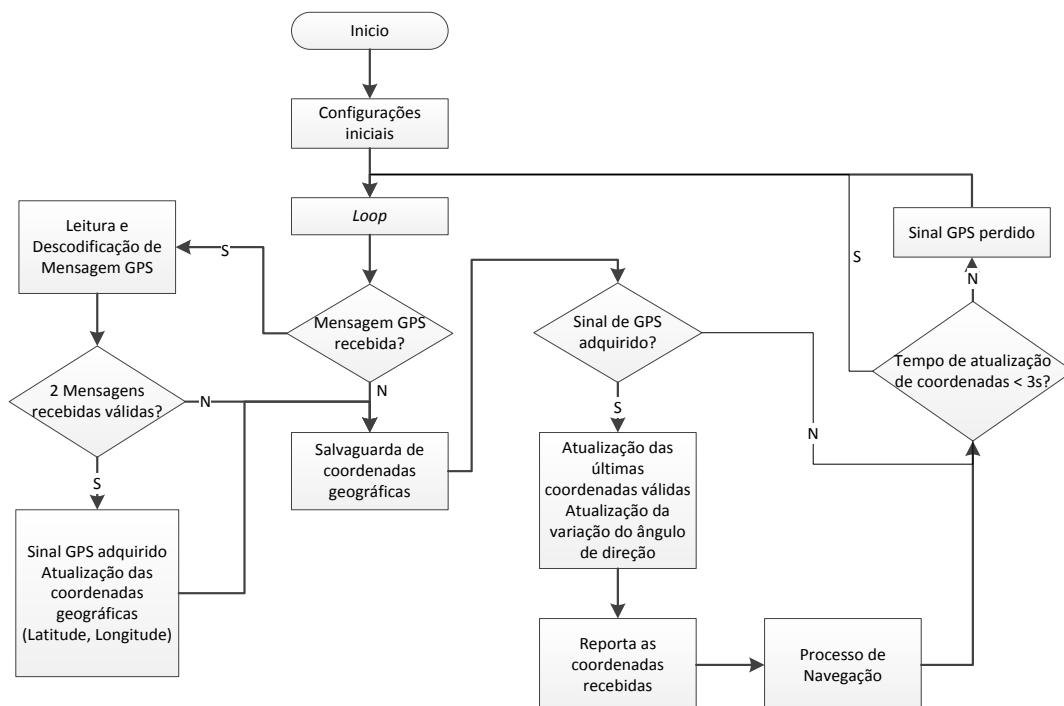 Inicio
Configurações
iniciais
Loop
Mensagem GPS
recebida?
S
N
Leitura e
Descodificação de
Mensagem GPS
2 Mensagens
recebidas válidas?
N
S
Sinal GPS adquirido
Atualização das
coordenadas
geográficas
(Latitude, Longitude)
Salvaguarda de
coordenadas
geográficas
Sinal de GPS
adquirido?
S
N
Atualização das
últimas
coordenadas válidas
Atualização da
variação do ângulo
de direção
Reporta as
coordenadas
recebidas
Processo de
Navegação
Tempo de atualização
de coordenadas < 3s?
S
N
Sinal GPS perdido